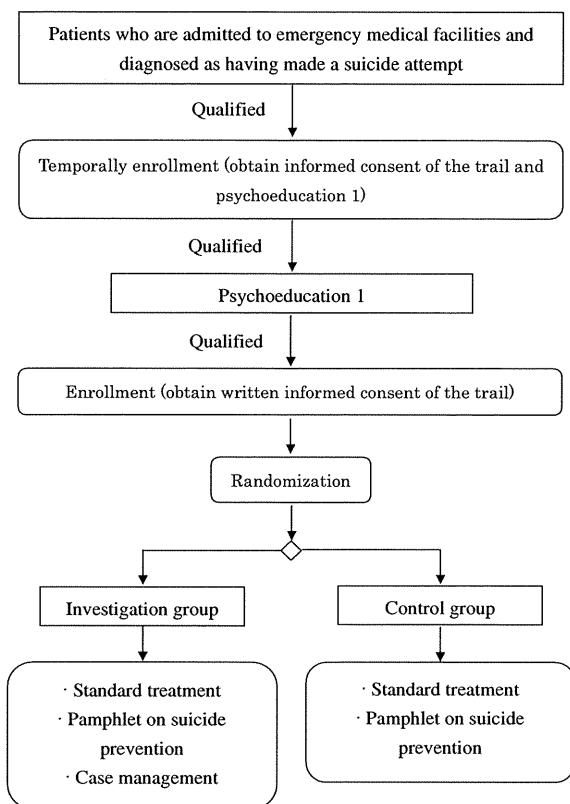 Patients who are admitted to emergency medical facilities and
diagnosed as having made a suicide attempt
Qualified
Temporally enrollment (obtain informed consent of the trail and
psychoeducation 1)
Qualified
Psychoeducation 1
Qualified
Enrollment (obtain written informed consent of the trail)
Randomization
Investigation group
Control group
· Standard treatment
· Pamphlet on suicide
prevention
· Case management
· Standard treatment
· Pamphlet on suicide
prevention